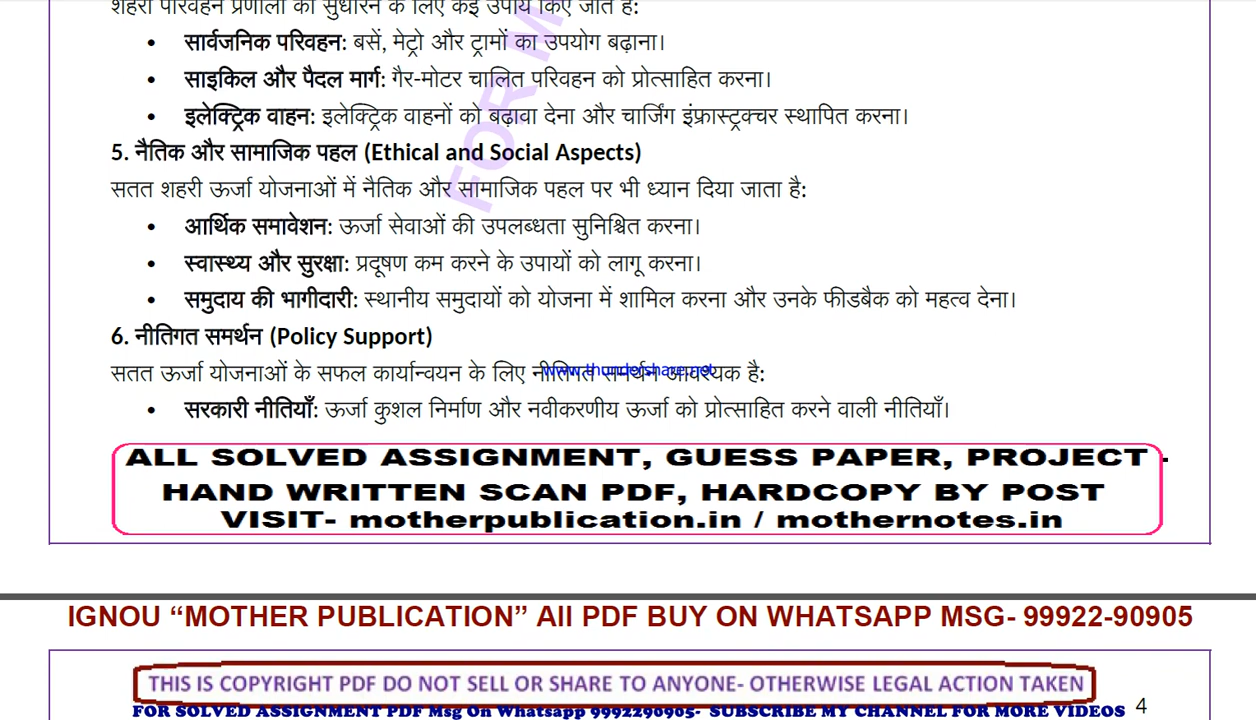 शहरी परिवहन प्रणाली को सुधारने के लिए कई उपाय किए जाते हैं:
• सार्वजनिक परिवहन: बसें, मेट्रो और ट्रामों का उपयोग बढ़ाना।
• साइकिल और पैदल मार्ग: गैर-मोटर चालित परिवहन को प्रोत्साहित करना।
• इलेक्ट्रिक वाहन: इलेक्ट्रिक वाहनों को बढ़ावा देना और चार्जिंग इंफ्रास्ट्रक्चर स्थापित करना।
FOR M
5. नैतिक और सामाजिक पहल (Ethical and Social Aspects)
सतत शहरी ऊर्जा योजनाओं में नैतिक और सामाजिक पहल पर भी ध्यान दिया जाता है:
• आर्थिक समावेशन: ऊर्जा सेवाओं की उपलब्धता सुनिश्चित करना।
• स्वास्थ्य और सुरक्षा: प्रदूषण कम करने के उपायों को लागू करना।
• समुदाय की भागीदारी: स्थानीय समुदायों को योजना में शामिल करना और उनके फीडबैक को महत्व देना।
6. नीतिगत समर्थन (Policy Support)
सतत ऊर्जा योजनाओं के सफल कार्यान्वयन के लिए नीतिगत समर्थन आवश्यक है:
www.thundershare.net
• सरकारी नीतियाँ: ऊर्जा कुशल निर्माण और नवीकरणीय ऊर्जा को प्रोत्साहित करने वाली नीतियाँ।
ALL SOLVED ASSIGNMENT, GUESS PAPER, PROJECT -
HAND WRITTEN SCAN PDF, HARDCOPY BY POST
VISIT- motherpublication.in / mothernotes.in
IGNOU “MOTHER PUBLICATION” All PDF BUY ON WHATSAPP MSG- 99922-90905
THIS IS COPYRIGHT PDF DO NOT SELL OR SHARE TO ANYONE- OTHERWISE LEGAL ACTION TAKEN
FOR SOLVED ASSIGNMENT PDF Msg On Whatsapp 9992290905- SUBSCRIBE MY CHANNEL FOR MORE VIDEOS 4